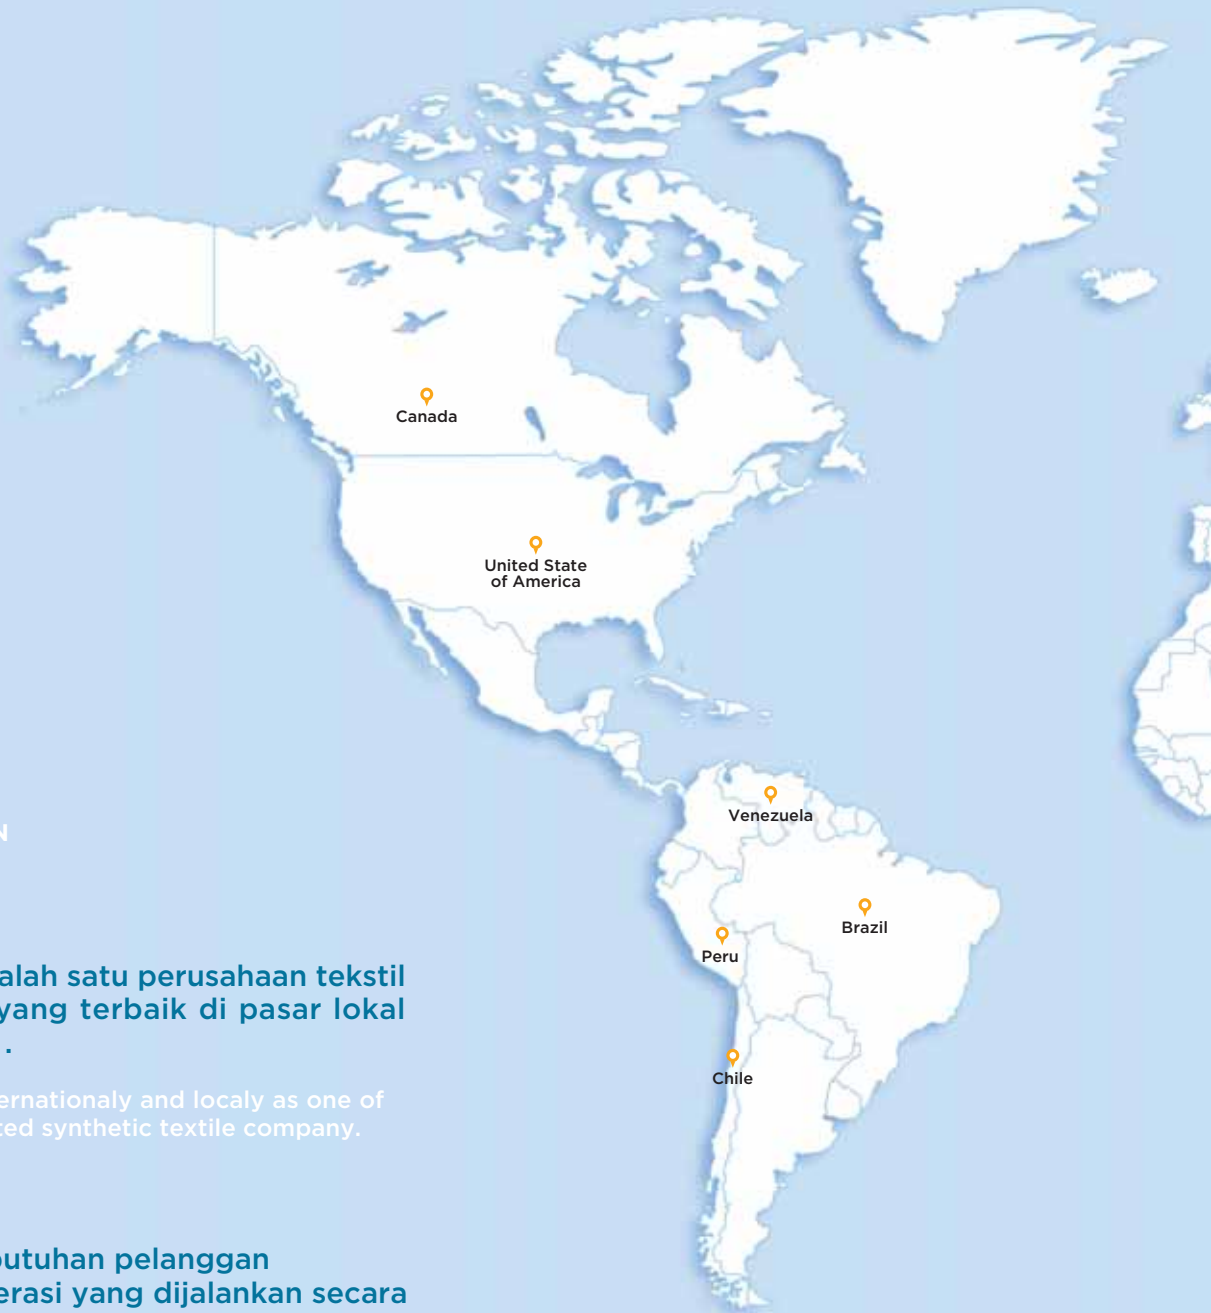 Canada
United State
of America
Venezuela
Brazil
Peru
Chile
N
alah satu perusahaan tekstil
yang terbaik di pasar lokal
.
ernationaly and localy as one of
ted synthetic textile company.
butuhan pelanggan
erasi yang dijalankan secara